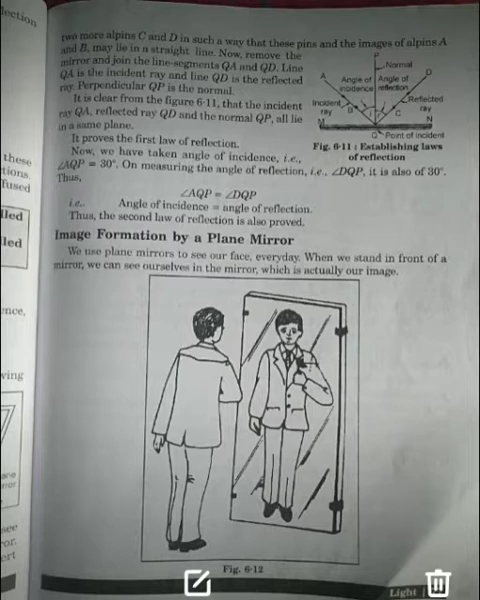 lection
two more alpins C and D in such a way that these pins and the images of alpins A
and B, may lie in a straight line. Now, remove the
mirror and join the line-segments QA and QD. Line
QA is the incident ray and line QD is the reflected
ray. Perpendicular QP is the normal.
It is clear from the figure 6·11, that the incident
ray QA, reflected ray QD and the normal QP, all lie
in a same plane.
It proves the first law of reflection.
Now, we have taken angle of incidence, i.e.,
∠AQP = 30°. On measuring the angle of reflection, i.e., ∠DQP, it is also of 30°.
Thus,
∠AQP = ∠DQP
i.e., Angle of incidence = angle of reflection.
Thus, the second law of reflection is also proved.
P
Normal
A
D
Angle of incidence
Angle of reflection
Incident ray
B
i
r
C
Reflected ray
M
N
Q
Point of incident
Fig. 6·11 : Establishing laws
of reflection
Image Formation by a Plane Mirror
We use plane mirrors to see our face, everyday. When we stand in front of a
mirror, we can see ourselves in the mirror, which is actually our image.
Fig. 6·12
Light
these
tions.
fused
lled
lled
ence,
ving
ane
rror
see
ror.
ert